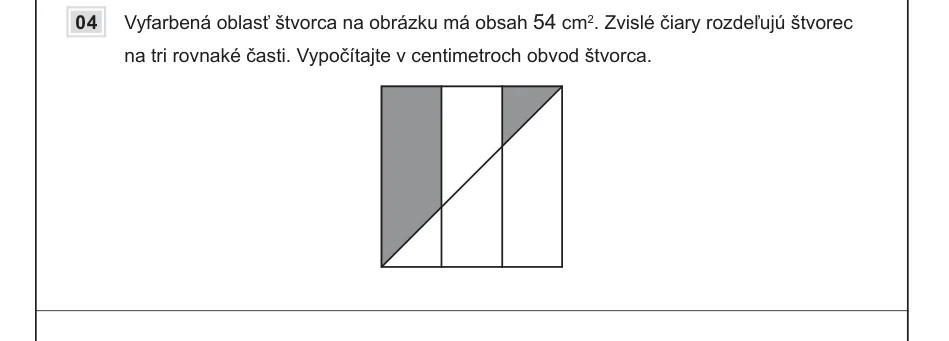 04 Vyfarbená oblasť štvorca na obrázku má obsah 54 cm². Zvislé čiary rozdeľujú štvorec
na tri rovnaké časti. Vypočítajte v centimetroch obvod štvorca.